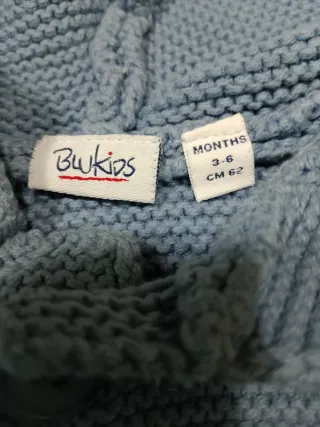 BLUKIDS
MONTHS
3-6
CM 62